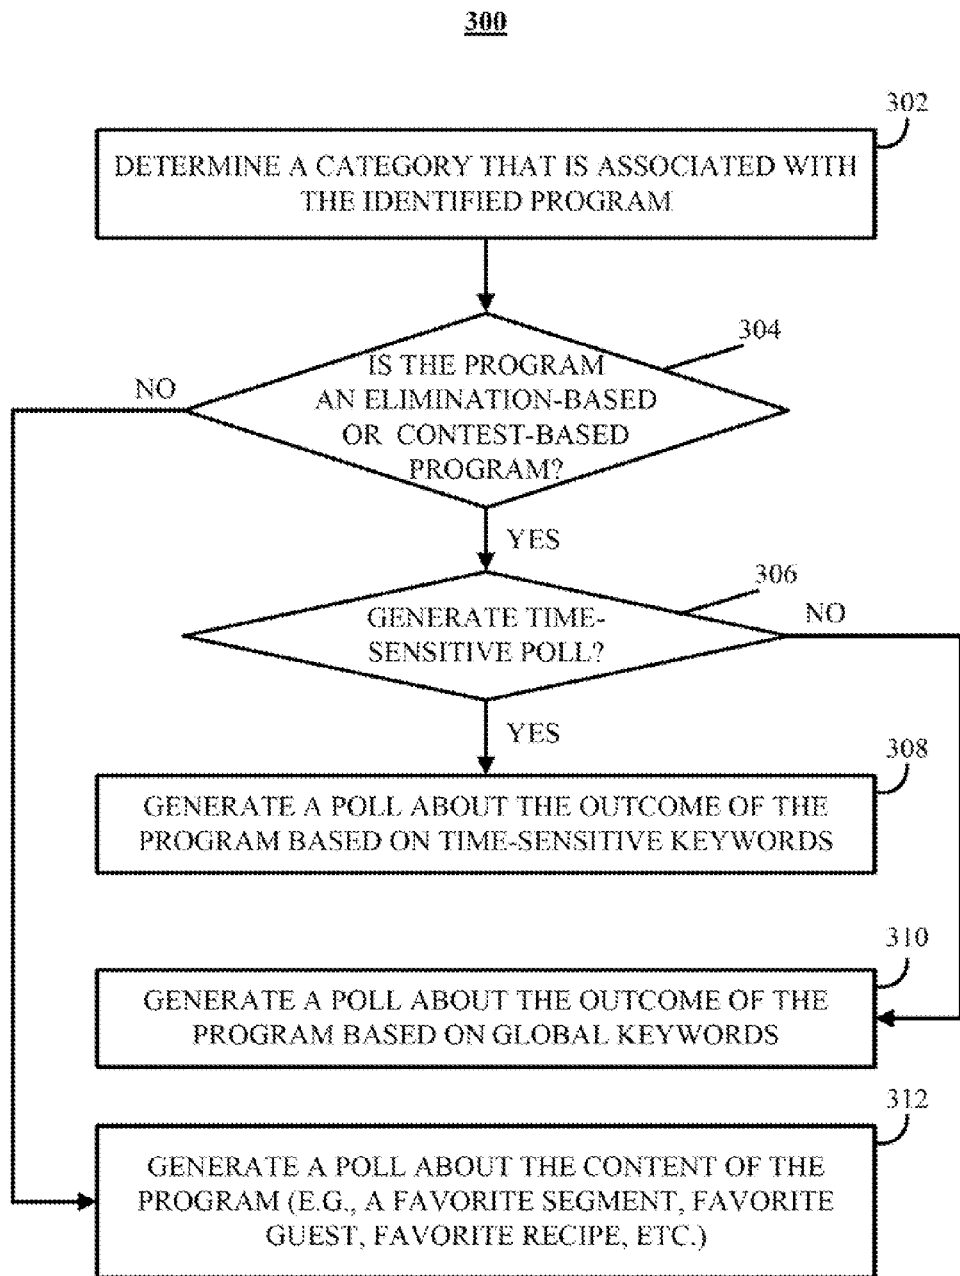 300
302
DETERMINE A CATEGORY THAT IS ASSOCIATED WITH
THE IDENTIFIED PROGRAM
304
IS THE PROGRAM
AN ELIMINATION-BASED
OR CONTEST-BASED
PROGRAM?
NO
YES
306
GENERATE TIME-
SENSITIVE POLL?
NO
YES
308
GENERATE A POLL ABOUT THE OUTCOME OF THE
PROGRAM BASED ON TIME-SENSITIVE KEYWORDS
310
GENERATE A POLL ABOUT THE OUTCOME OF THE
PROGRAM BASED ON GLOBAL KEYWORDS
312
GENERATE A POLL ABOUT THE CONTENT OF THE
PROGRAM (E.G., A FAVORITE SEGMENT, FAVORITE
GUEST, FAVORITE RECIPE, ETC.)